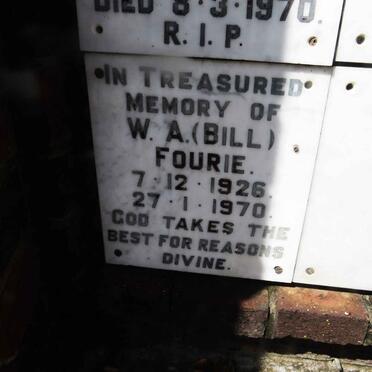 DIED 8·3·1970.
R.I.P.
IN TREASURED
MEMORY OF
W. A. (BILL)
FOURIE.
7·12·1926.
27·1·1970.
GOD TAKES THE
BEST FOR REASONS
DIVINE.